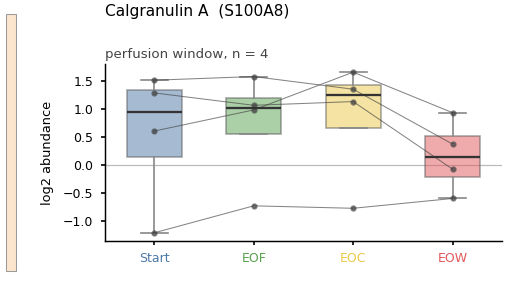 Calgranulin A  (S100A8)
perfusion window, n = 4
log2 abundance
1.5
1.0
0.5
0.0
−0.5
−1.0
Start EOF EOC EOW